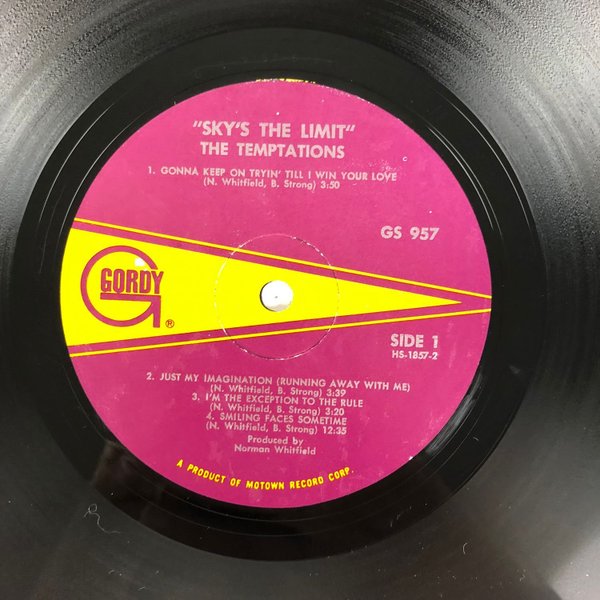 "SKY'S THE LIMIT"
THE TEMPTATIONS
1. GONNA KEEP ON TRYIN' TILL I WIN YOUR LOVE
(N. Whitfield, B. Strong) 3:50
GS 957
GORDY
®
SIDE 1
HS-1857-2
2. JUST MY IMAGINATION (RUNNING AWAY WITH ME)
(N. Whitfield, B. Strong) 3:39
3. I'M THE EXCEPTION TO THE RULE
(N. Whitfield, B. Strong) 3:20
4. SMILING FACES SOMETIME
(N. Whitfield, B. Strong) 12:35
Produced by
Norman Whitfield
A PRODUCT OF MOTOWN RECORD CORP.